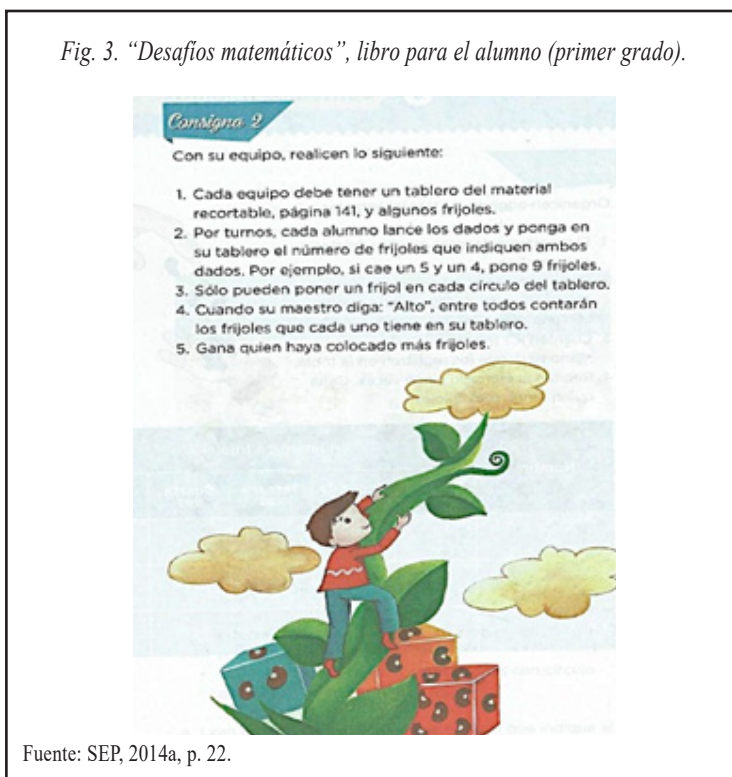 Fig. 3. “Desafíos matemáticos”, libro para el alumno (primer grado).
Consigna 2
Con su equipo, realicen lo siguiente:
1. Cada equipo debe tener un tablero del material
recortable, página 141, y algunos frijoles.
2. Por turnos, cada alumno lance los dados y ponga en
su tablero el número de frijoles que indiquen ambos
dados. Por ejemplo, si cae un 5 y un 4, pone 9 frijoles.
3. Sólo pueden poner un frijol en cada círculo del tablero.
4. Cuando su maestro diga: “Alto”, entre todos contarán
los frijoles que cada uno tiene en su tablero.
5. Gana quien haya colocado más frijoles.
Fuente: SEP, 2014a, p. 22.